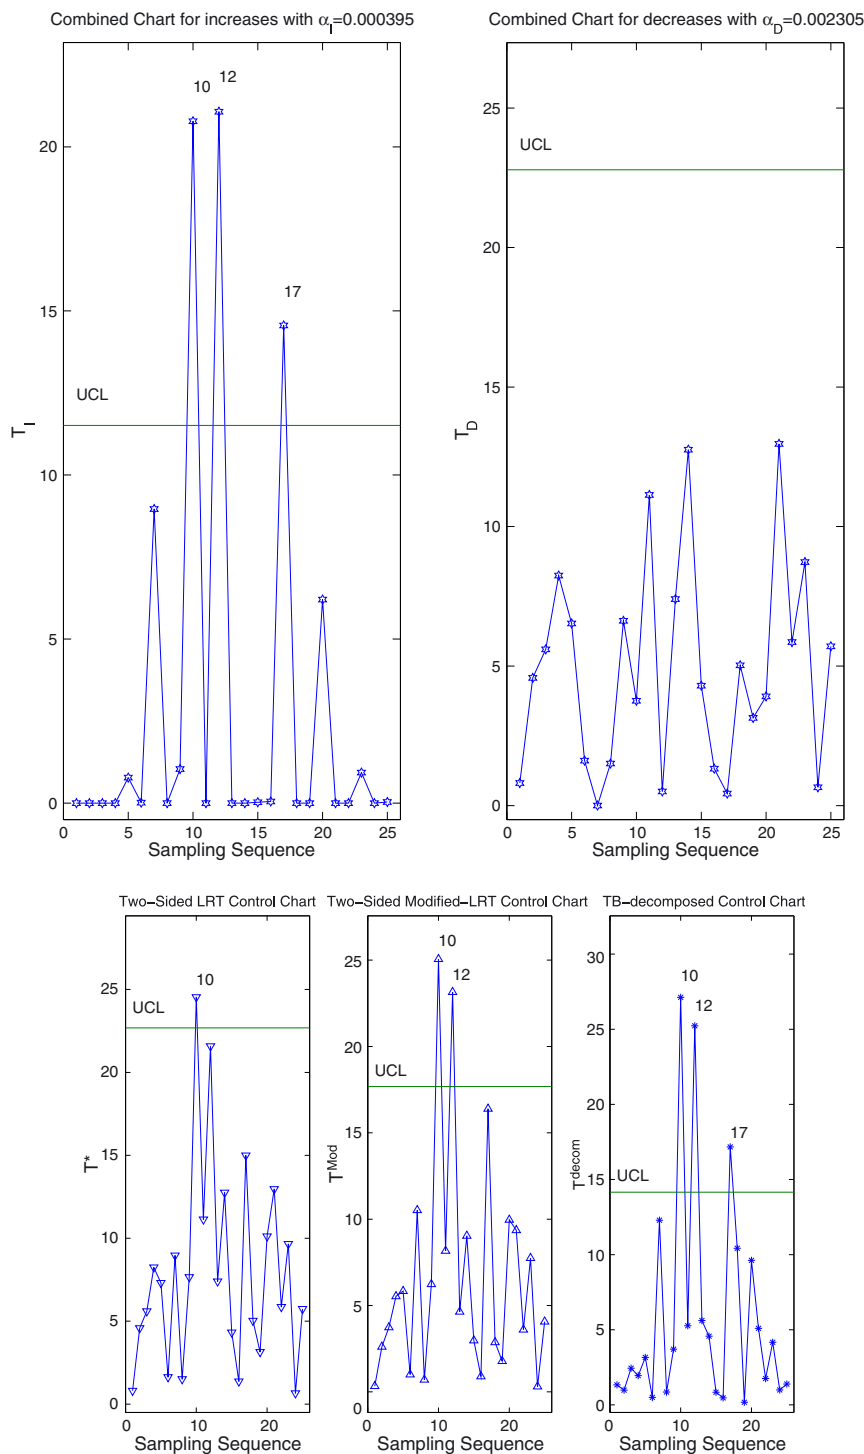 Combined Chart for increases with α_I=0.000395
10
12
17
UCL
T_I
20
15
10
5
0
0 5 10 15 20 25
Sampling Sequence
Combined Chart for decreases with α_D=0.002305
UCL
T_D
25
20
15
10
5
0
0 5 10 15 20 25
Sampling Sequence
Two−Sided LRT Control Chart
10
UCL
T*
25
20
15
10
5
0
0 10 20
Sampling Sequence
Two−Sided Modified−LRT Control Chart
10
12
UCL
T^Mod
25
20
15
10
5
0
0 10 20
Sampling Sequence
TB−decomposed Control Chart
10
12
17
UCL
T^decom
30
25
20
15
10
5
0
0 10 20
Sampling Sequence